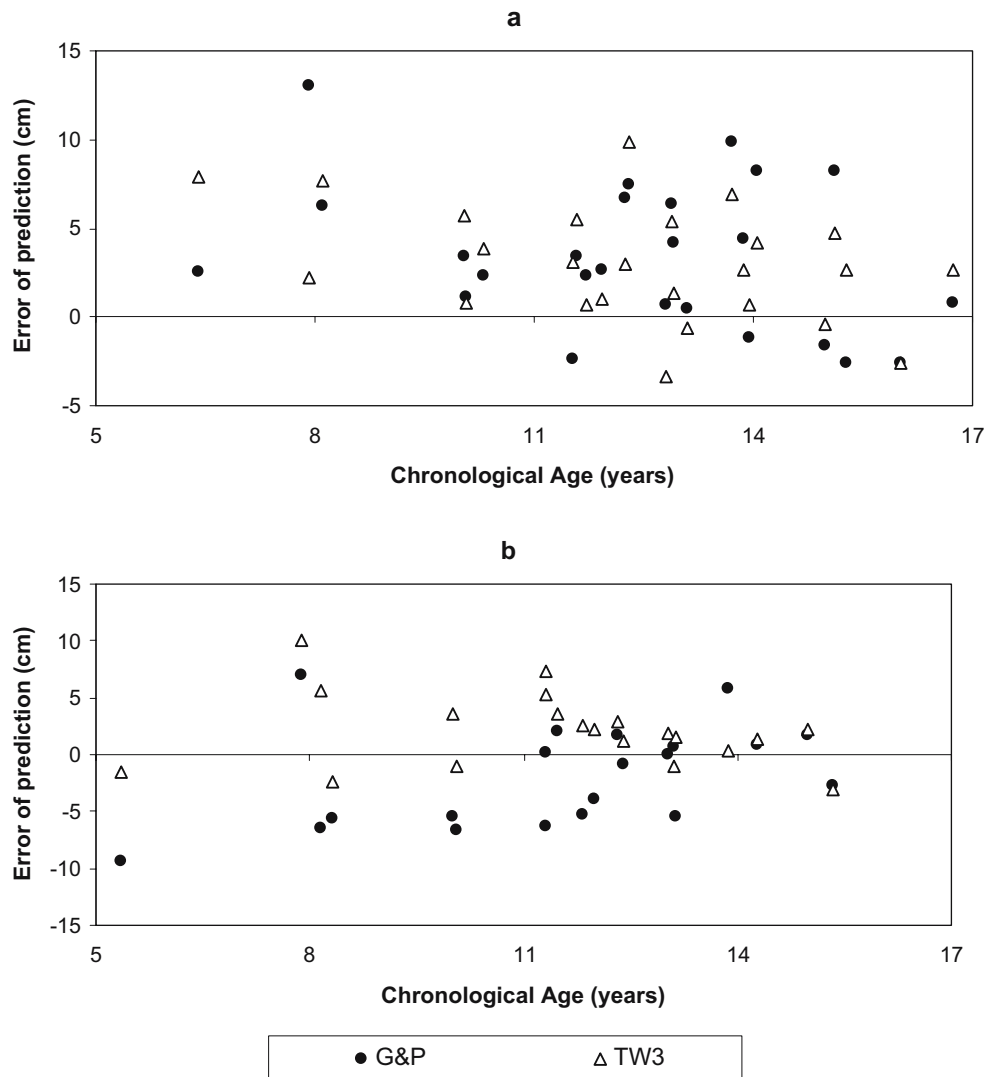 a
15
10
5
0
-5
Error of prediction (cm)
5 8 11 14 17
Chronological Age (years)
b
15
10
5
0
-5
-10
-15
Error of prediction (cm)
5 8 11 14 17
Chronological Age (years)
G&P TW3